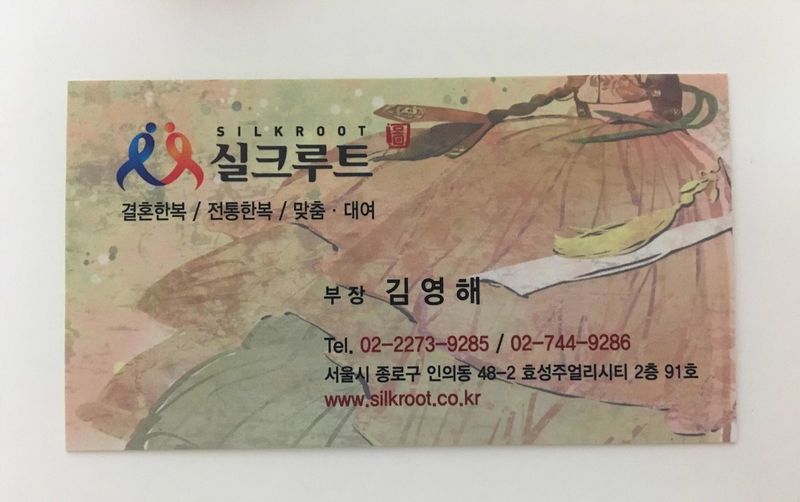 SILKROOT
실크루트
결혼한복 / 전통한복 / 맞춤 · 대여
부장 김영해
Tel. 02-2273-9285 / 02-744-9286
서울시 종로구 인의동 48-2 효성주얼리시티 2층 91호
www.silkroot.co.kr